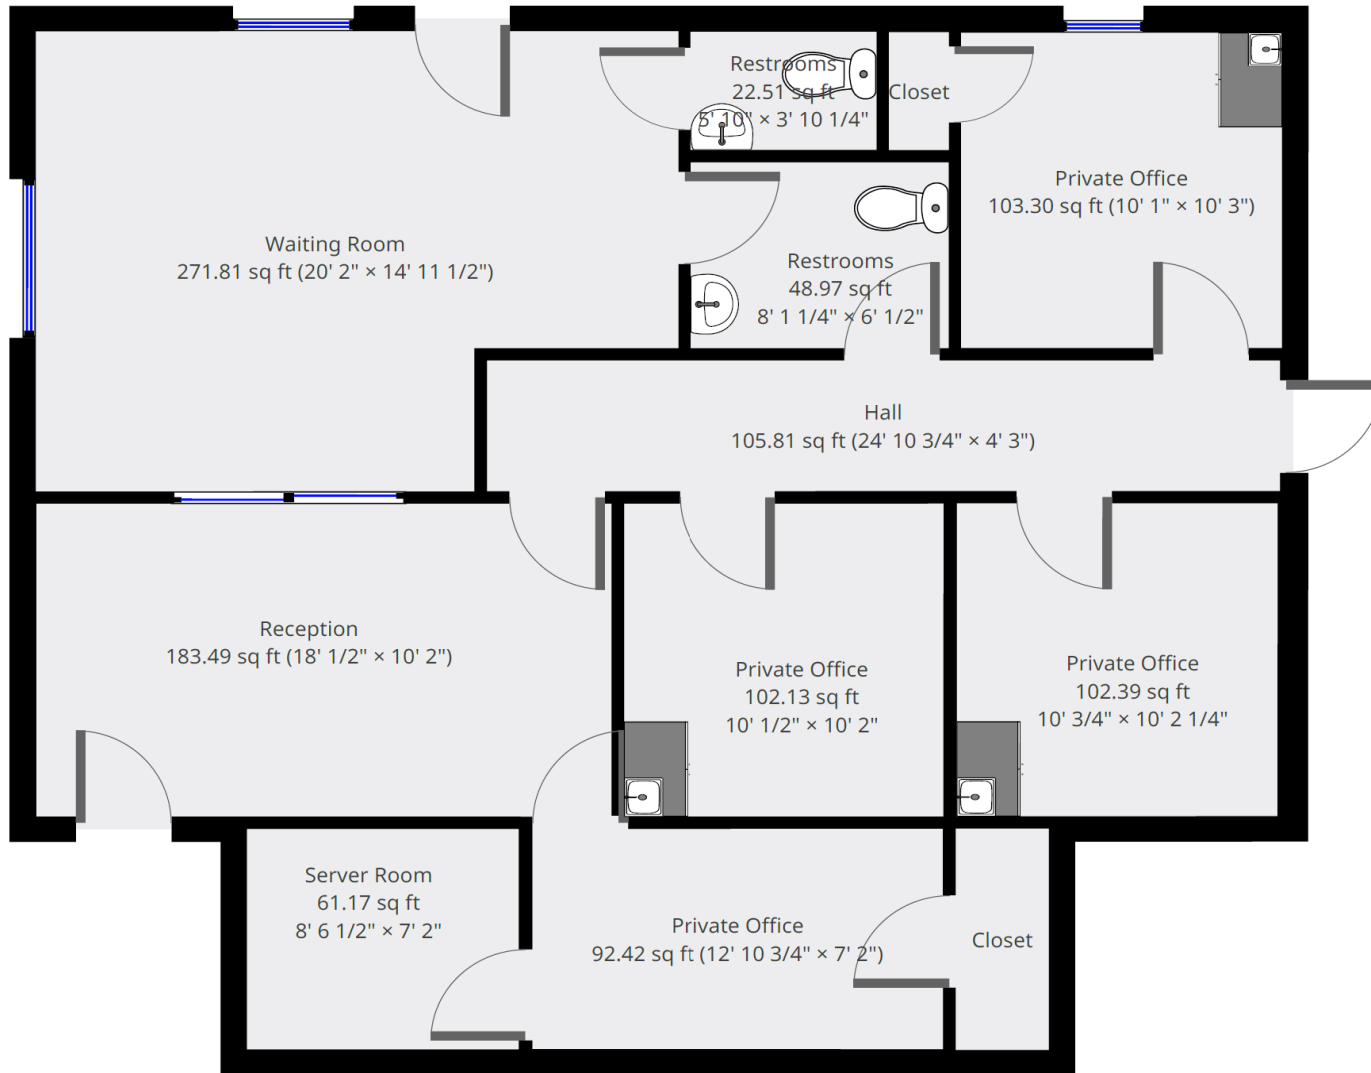 Restrooms
22.51 sq ft
5' 10" × 3' 10 1/4"
Closet
Private Office
103.30 sq ft (10' 1" × 10' 3")
Waiting Room
271.81 sq ft (20' 2" × 14' 11 1/2")
Restrooms
48.97 sq ft
8' 1 1/4" × 6' 1/2"
Hall
105.81 sq ft (24' 10 3/4" × 4' 3")
Reception
183.49 sq ft (18' 1/2" × 10' 2")
Private Office
102.13 sq ft
10' 1/2" × 10' 2"
Private Office
102.39 sq ft
10' 3/4" × 10' 2 1/4"
Server Room
61.17 sq ft
8' 6 1/2" × 7' 2"
Private Office
92.42 sq ft (12' 10 3/4" × 7' 2")
Closet